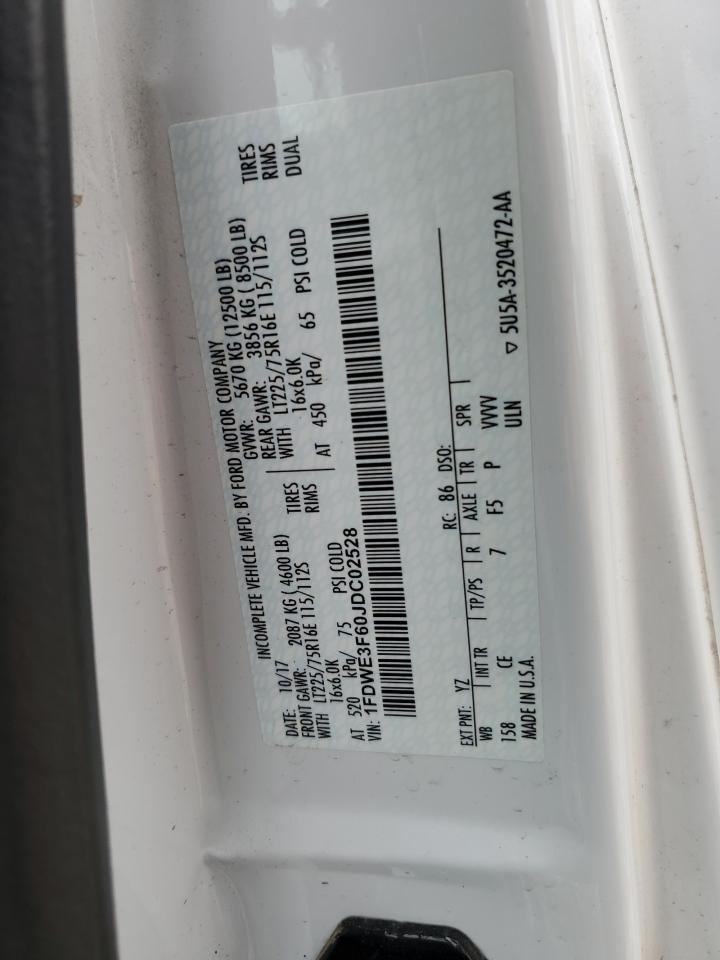 INCOMPLETE VEHICLE MFD. BY FORD MOTOR COMPANY
DATE: 10/17 GVWR: 5670 KG (12500 LB)
FRONT GAWR: 2087 KG (4600 LB) REAR GAWR: 3856 KG (8500 LB)
WITH LT225/75R16E 115/112S TIRES WITH LT225/75R16E 115/112S TIRES
16x6.0K RIMS 16x6.0K RIMS
AT 520 kPa/ 75 PSI COLD AT 450 kPa/ 65 PSI COLD DUAL
VIN: 1FDWE3F60JDC02528
EXT PNT: YZ RC: 86 DSO:
WB INT TR TP/PS R AXLE TR SPR
158 CE 7 F5 P VVVV
ULN
MADE IN U.S.A. ▽ 5U5A-3520472-AA